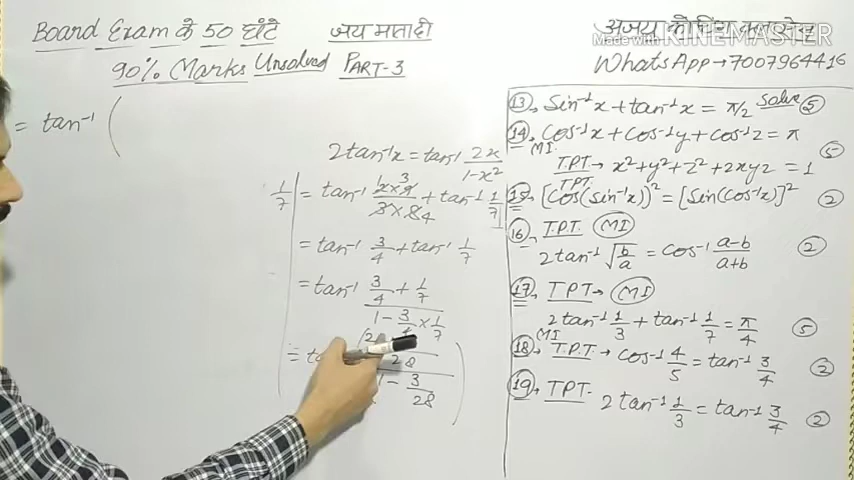 Board Exam के 50 घंटे
जय माता दी
90% Marks Unsolved PART-3
अजय कोचिंग क्लासेस
Made with KINEMASTER
WhatsApp→7007964416
= tan⁻¹ (
2tan⁻¹x = tan⁻¹ 2x/1-x²
1/7 = tan⁻¹ 2×9/3×8 + tan⁻¹ 1/7
= tan⁻¹ 3/4 + tan⁻¹ 1/7
= tan⁻¹ (3/4 + 1/7)/(1 - 3/4 × 1/7)
28
1 - 3/28
13, Sin⁻¹x + tan⁻¹x = π/2 Solve 5
14, Cos⁻¹x + Cos⁻¹y + Cos⁻¹z = π
M.I. T.P.T → x²+y²+z²+2xyz = 1 5
T.P.T.
15, [Cos(Sin⁻¹x)]² = [Sin(Cos⁻¹x)]² 2
16, T.P.T. MI
2tan⁻¹ √b/a = Cos⁻¹ a-b/a+b 2
17, TPT→ MI
2tan⁻¹ 1/3 + tan⁻¹ 1/7 = π/4 5
MI
18, T.P.T.→ Cos⁻¹ 4/5 = tan⁻¹ 3/4 2
19, TPT- 2tan⁻¹ 1/3 = tan⁻¹ 3/4 2